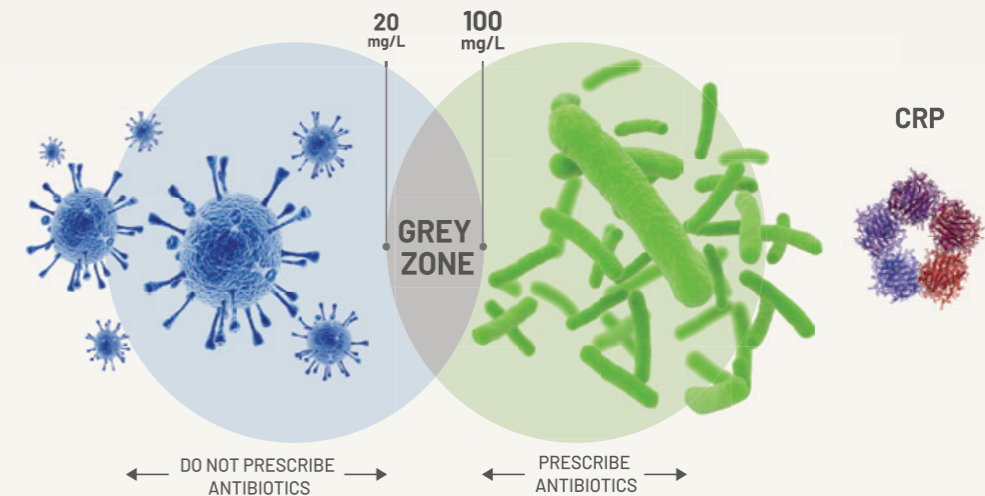 20
mg/L
100
mg/L
CRP
GREY
ZONE
DO NOT PRESCRIBE
ANTIBIOTICS
PRESCRIBE
ANTIBIOTICS